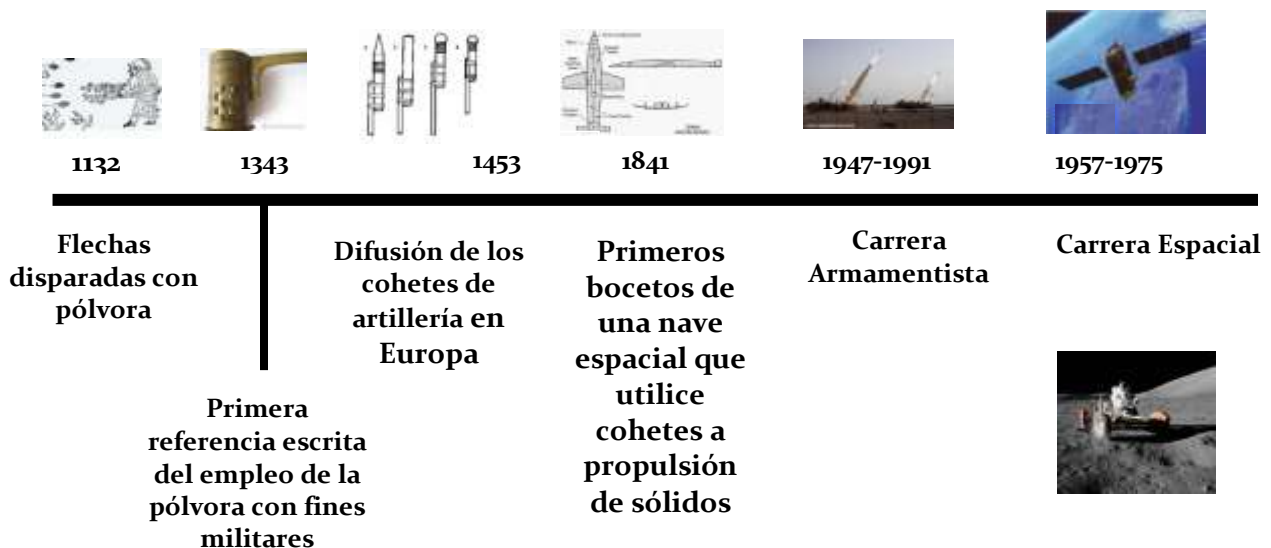 1132
1343
1453
1841
1947-1991
1957-1975
Flechas
disparadas con
pólvora
Primera
referencia escrita
del empleo de la
pólvora con fines
militares
Difusión de los
cohetes de
artillería en
Europa
Primeros
bocetos de
una nave
espacial que
utilice
cohetes a
propulsión
de sólidos
Carrera
Armamentista
Carrera Espacial